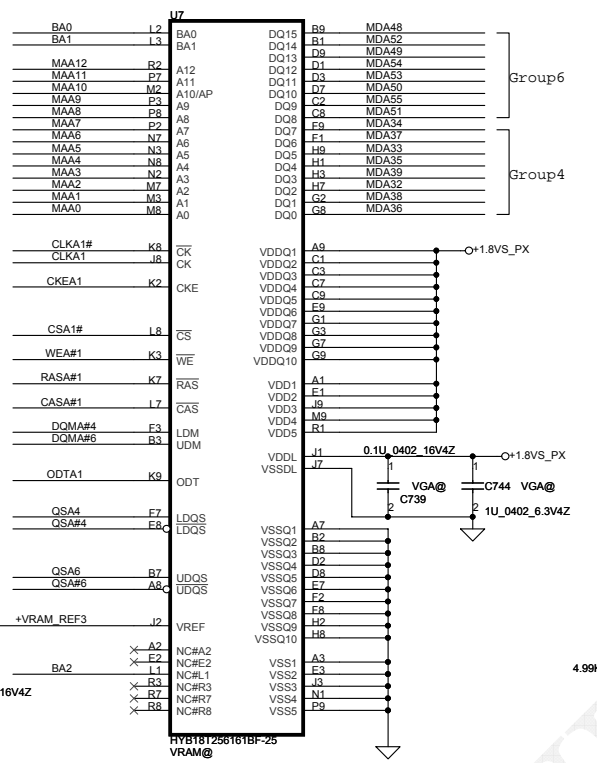 U7
BA0 L2 BA0 DQ15 B9 MDA48
BA1 L3 BA1 DQ14 B1 MDA52
DQ13 D9 MDA49
MAA12 R2 A12 DQ12 D1 MDA54
MAA11 P7 A11 DQ11 D3 MDA53
MAA10 M2 A10/AP DQ10 D7 MDA50
MAA9 P3 A9 DQ9 C2 MDA55
MAA8 P8 A8 DQ8 C8 MDA51
Group6
MAA7 P2 A7 DQ7 F9 MDA34
MAA6 N7 A6 DQ6 F1 MDA37
MAA5 N3 A5 DQ5 H9 MDA33
MAA4 N8 A4 DQ4 H1 MDA35
MAA3 N2 A3 DQ3 H3 MDA39
MAA2 M7 A2 DQ2 H7 MDA32
MAA1 M3 A1 DQ1 G2 MDA38
MAA0 M8 A0 DQ0 G8 MDA36
Group4
CLKA1# K8 CK VDDQ1 A9 +1.8VS_PX
CLKA1 J8 CK VDDQ2 C1
VDDQ3 C3
CKEA1 K2 CKE VDDQ4 C7
VDDQ5 C9
VDDQ6 E9
VDDQ7 G1
CSA1# L8 CS VDDQ8 G3
VDDQ9 G7
WEA#1 K3 WE VDDQ10 G9
RASA#1 K7 RAS VDD1 A1
VDD2 E1
CASA#1 L7 CAS VDD3 J9
VDD4 M9
DQMA#4 F3 LDM VDD5 R1
DQMA#6 B3 UDM
VDDL J1 0.1U_0402_16V4Z +1.8VS_PX
VSSDL J7
1 1
ODTA1 K9 ODT VGA@ C744 VGA@
C739
2 2 1U_0402_6.3V4Z
QSA4 F7 LDQS VSSQ1 A7
QSA#4 E8 LDQS VSSQ2 B2
VSSQ3 B8
VSSQ4 D2
QSA6 B7 UDQS VSSQ5 D8
QSA#6 A8 UDQS VSSQ6 E7
VSSQ7 F2
VSSQ8 F8
+VRAM_REF3 J2 VREF VSSQ9 H2
VSSQ10 H8
A2 NC#A2 VSS1 A3
E2 NC#E2 VSS2 E3
BA2 L1 NC#L1 VSS3 J3
R3 NC#R3 VSS4 N1
R7 NC#R7 VSS5 P9
R8 NC#R8
16V4Z
4.99K
HYB18T256161BF-25
VRAM@